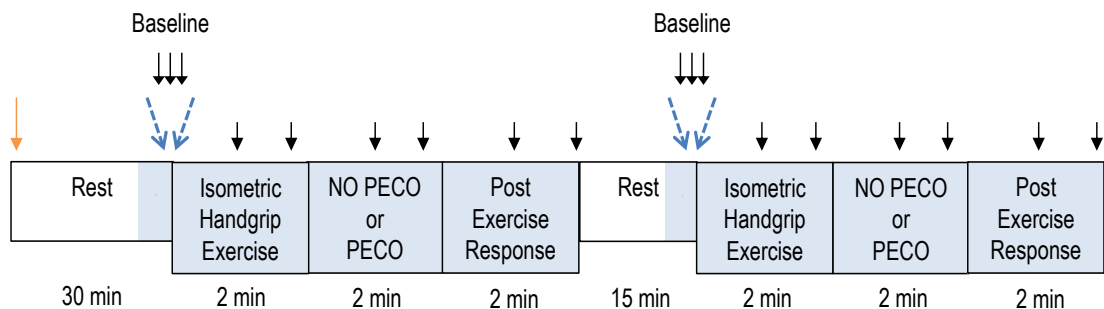 Baseline
Baseline
Rest
Isometric
Handgrip
Exercise
NO PECO
or
PECO
Post
Exercise
Response
Rest
Isometric
Handgrip
Exercise
NO PECO
or
PECO
Post
Exercise
Response
30 min
2 min
2 min
2 min
15 min
2 min
2 min
2 min